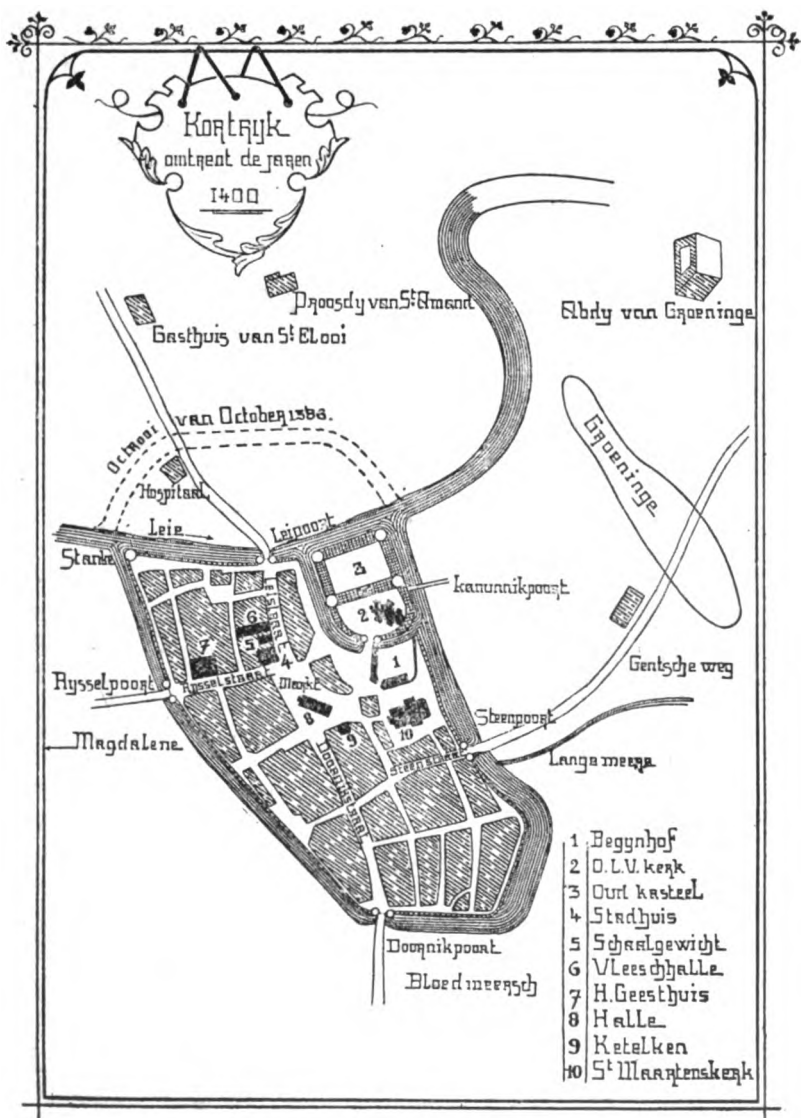 Kortryk
omtrent de jaren
1400
Proosdy van St. Amand
Gasthuis van St. Elooi
Abdy van Groeninge
Octrooi van October 1386.
Hospitaal
Groeninge
Leie
Leipoort
3
Kanunnikpoort
2
6
Leistraat
7
5
4
1
Gentsche weg
Rysselpoort
Rysselstraat
Markt
8
9
10
Steenpoort
Magdalene
Doornikstraat
Steenstraat
Lange meere
Doornikpoort
Bloedmeersch
1 Begynhof
2 O.L.V. kerk
3 Oud kasteel
4 Stadhuis
5 Schaalgewicht
6 Vleeschhalle
7 H. Geesthuis
8 Halle
9 Ketelken
10 St Maartenskerk